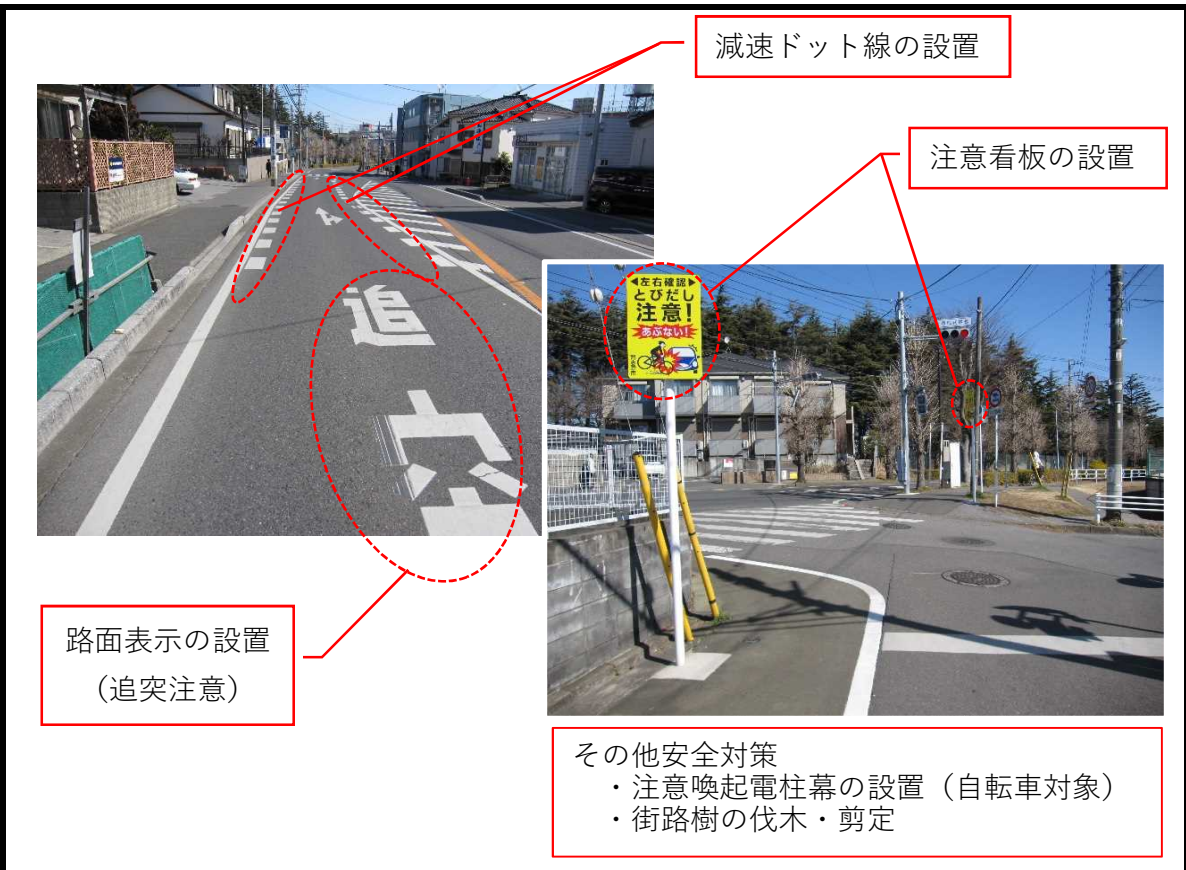 減速ドット線の設置
注意看板の設置
追
◀左右確認▶
とびだし
注意!
あぶない!
路面表示の設置
（追突注意）
その他安全対策
・注意喚起電柱幕の設置（自転車対象）
・街路樹の伐木・剪定